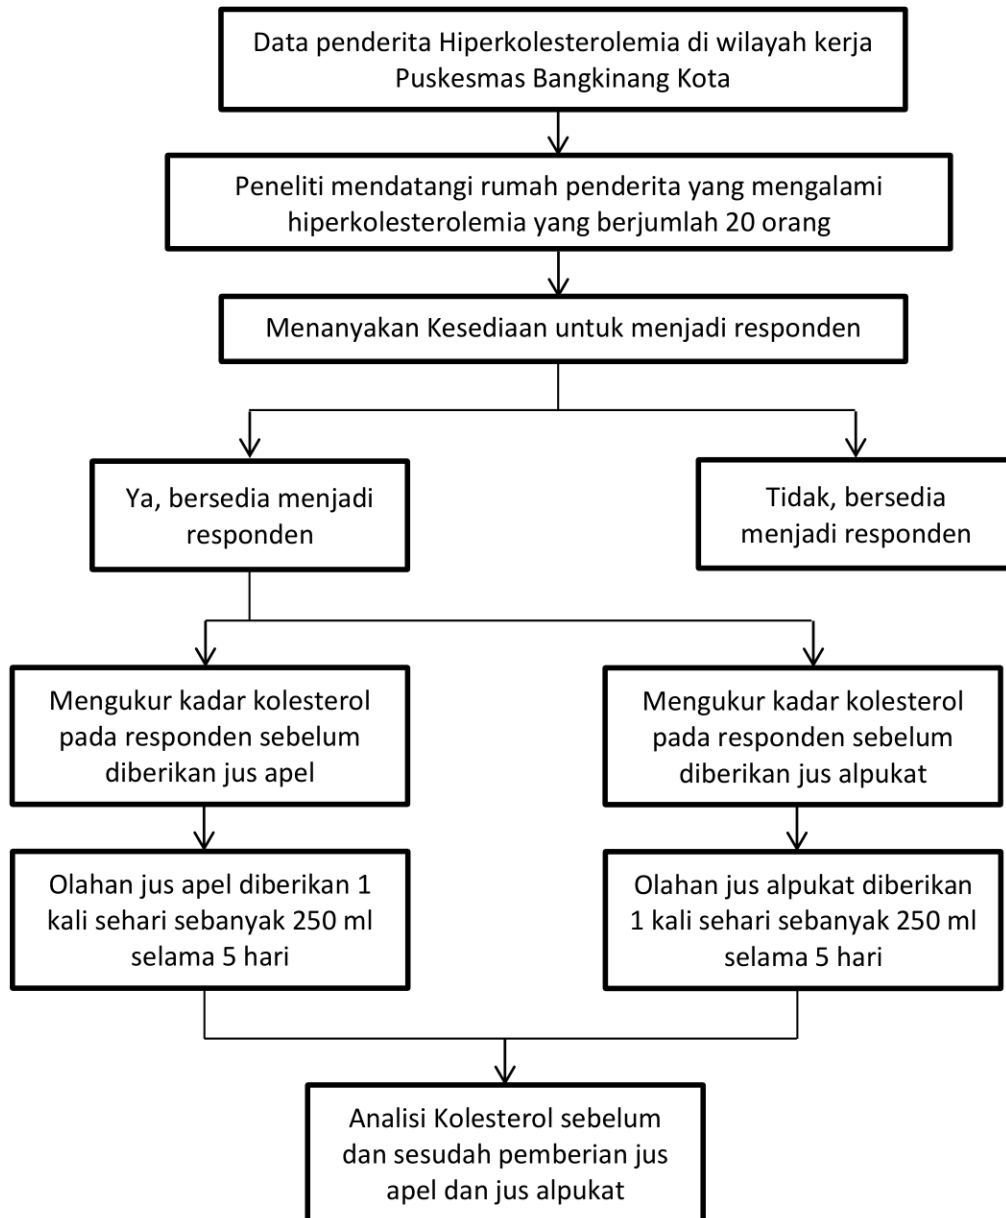 Data penderita Hiperkolesterolemia di wilayah kerja
Puskesmas Bangkinang Kota
Peneliti mendatangi rumah penderita yang mengalami
hiperkolesterolemia yang berjumlah 20 orang
Menanyakan Kesediaan untuk menjadi responden
Ya, bersedia menjadi
responden
Tidak, bersedia
menjadi responden
Mengukur kadar kolesterol
pada responden sebelum
diberikan jus apel
Mengukur kadar kolesterol
pada responden sebelum
diberikan jus alpukat
Olahan jus apel diberikan 1
kali sehari sebanyak 250 ml
selama 5 hari
Olahan jus alpukat diberikan
1 kali sehari sebanyak 250 ml
selama 5 hari
Analisi Kolesterol sebelum
dan sesudah pemberian jus
apel dan jus alpukat